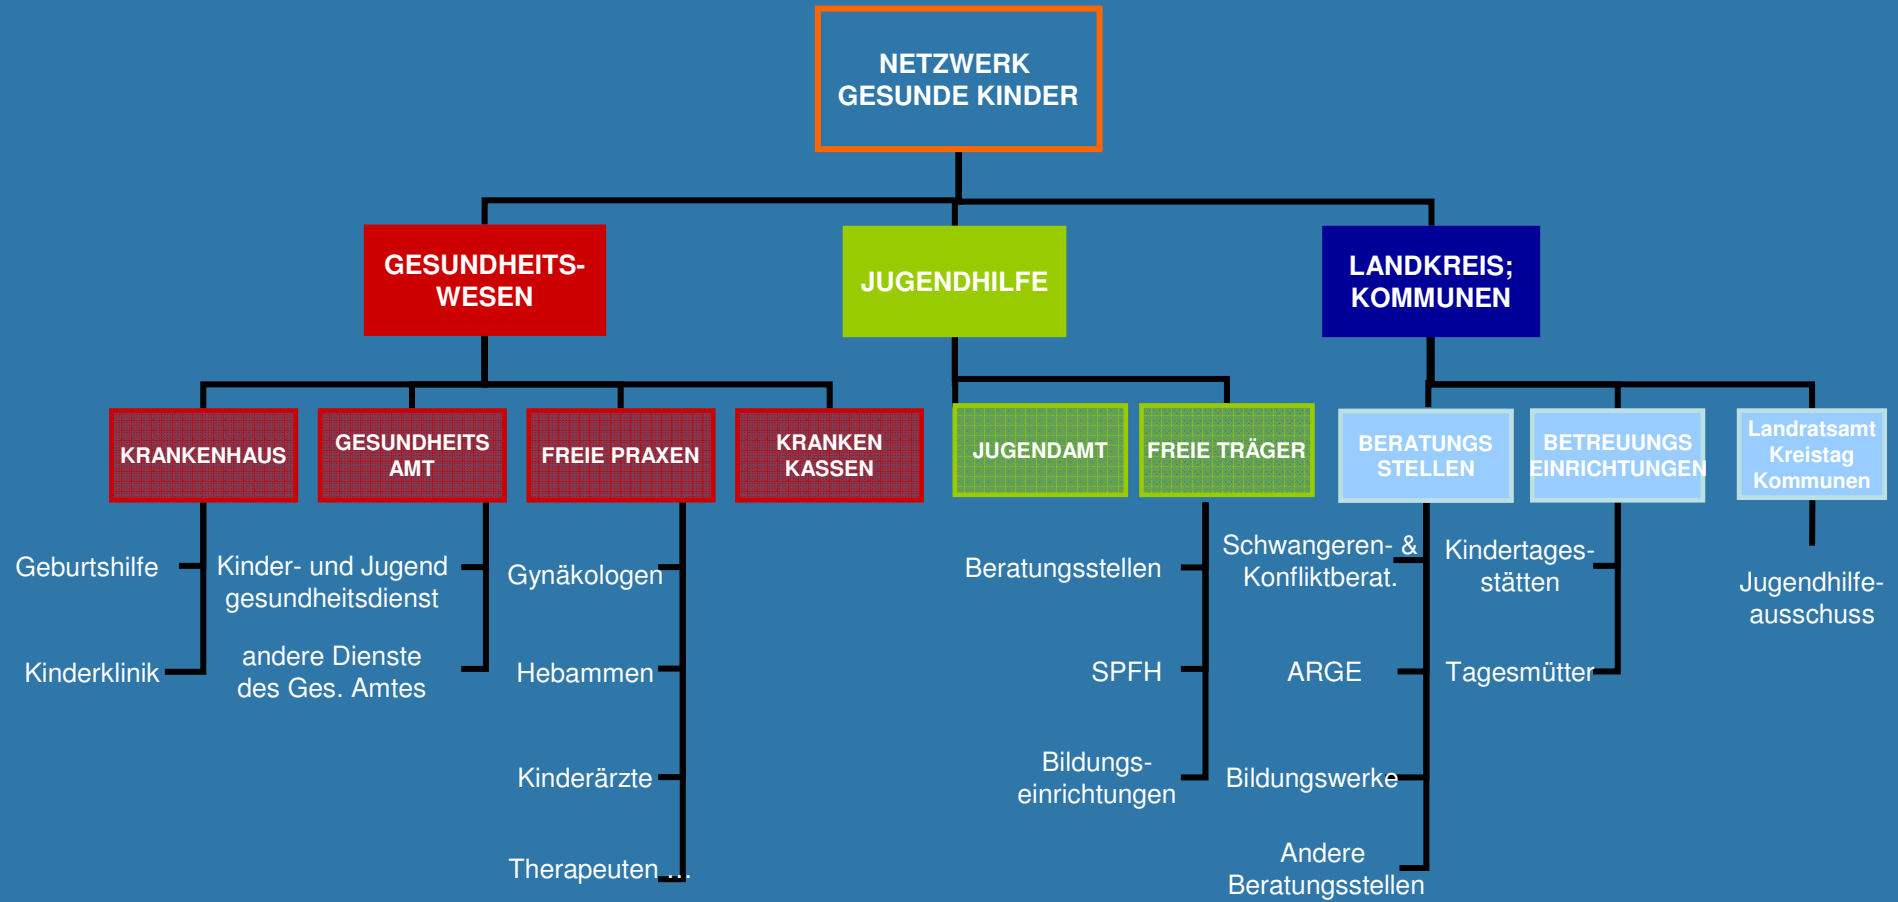 NETZWERK
GESUNDE KINDER
GESUNDHEITS-
WESEN
JUGENDHILFE
LANDKREIS;
KOMMUNEN
KRANKENHAUS
GESUNDHEITS
AMT
FREIE PRAXEN
KRANKEN
KASSEN
JUGENDAMT
FREIE TRÄGER
BERATUNGS
STELLEN
BETREUUNGS
EINRICHTUNGEN
Landratsamt
Kreistag
Kommunen
Geburtshilfe
Kinderklinik
Kinder- und Jugend
gesundheitsdienst
andere Dienste
des Ges. Amtes
Gynäkologen
Hebammen
Kinderärzte
Therapeuten ...
Beratungsstellen
SPFH
Bildungs-
einrichtungen
Schwangeren- &
Konfliktberat.
ARGE
Bildungswerke
Andere
Beratungsstellen
Kindertages-
stätten
Tagesmütter
Jugendhilfe-
ausschuss